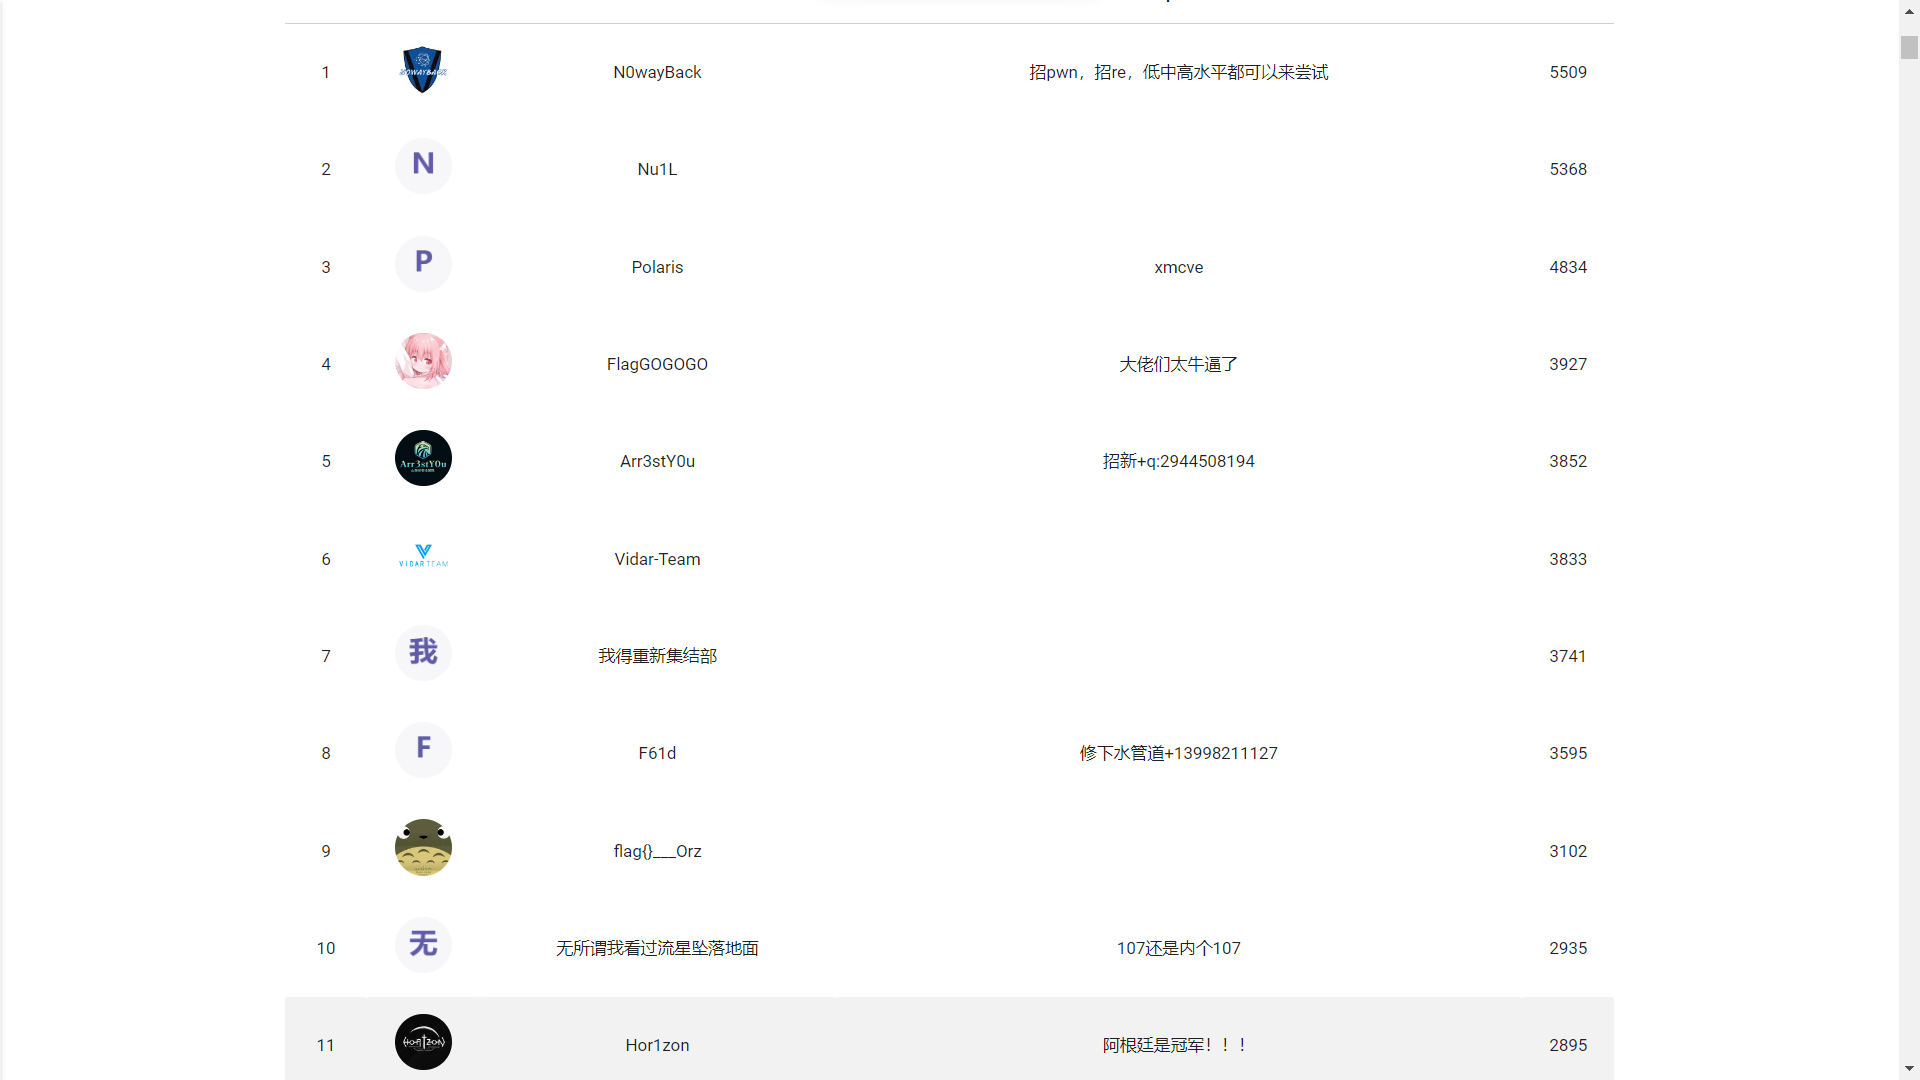 1 N0WAYBACK N0wayBack 招pwn，招re，低中高水平都可以来尝试 5509
2 N Nu1L 5368
3 P Polaris xmcve 4834
4 FlagGOGOGO 大佬们太牛逼了 3927
5 Arr3stY0u Arr3stY0u 招新+q:2944508194 3852
6 VIDAR TEAM Vidar-Team 3833
7 我 我得重新集结部 3741
8 F F61d 修下水管道+13998211127 3595
9 flag{}___Orz 3102
10 无 无所谓我看过流星坠落地面 107还是内个107 2935
11 HORIZON Hor1zon 阿根廷是冠军！！！ 2895